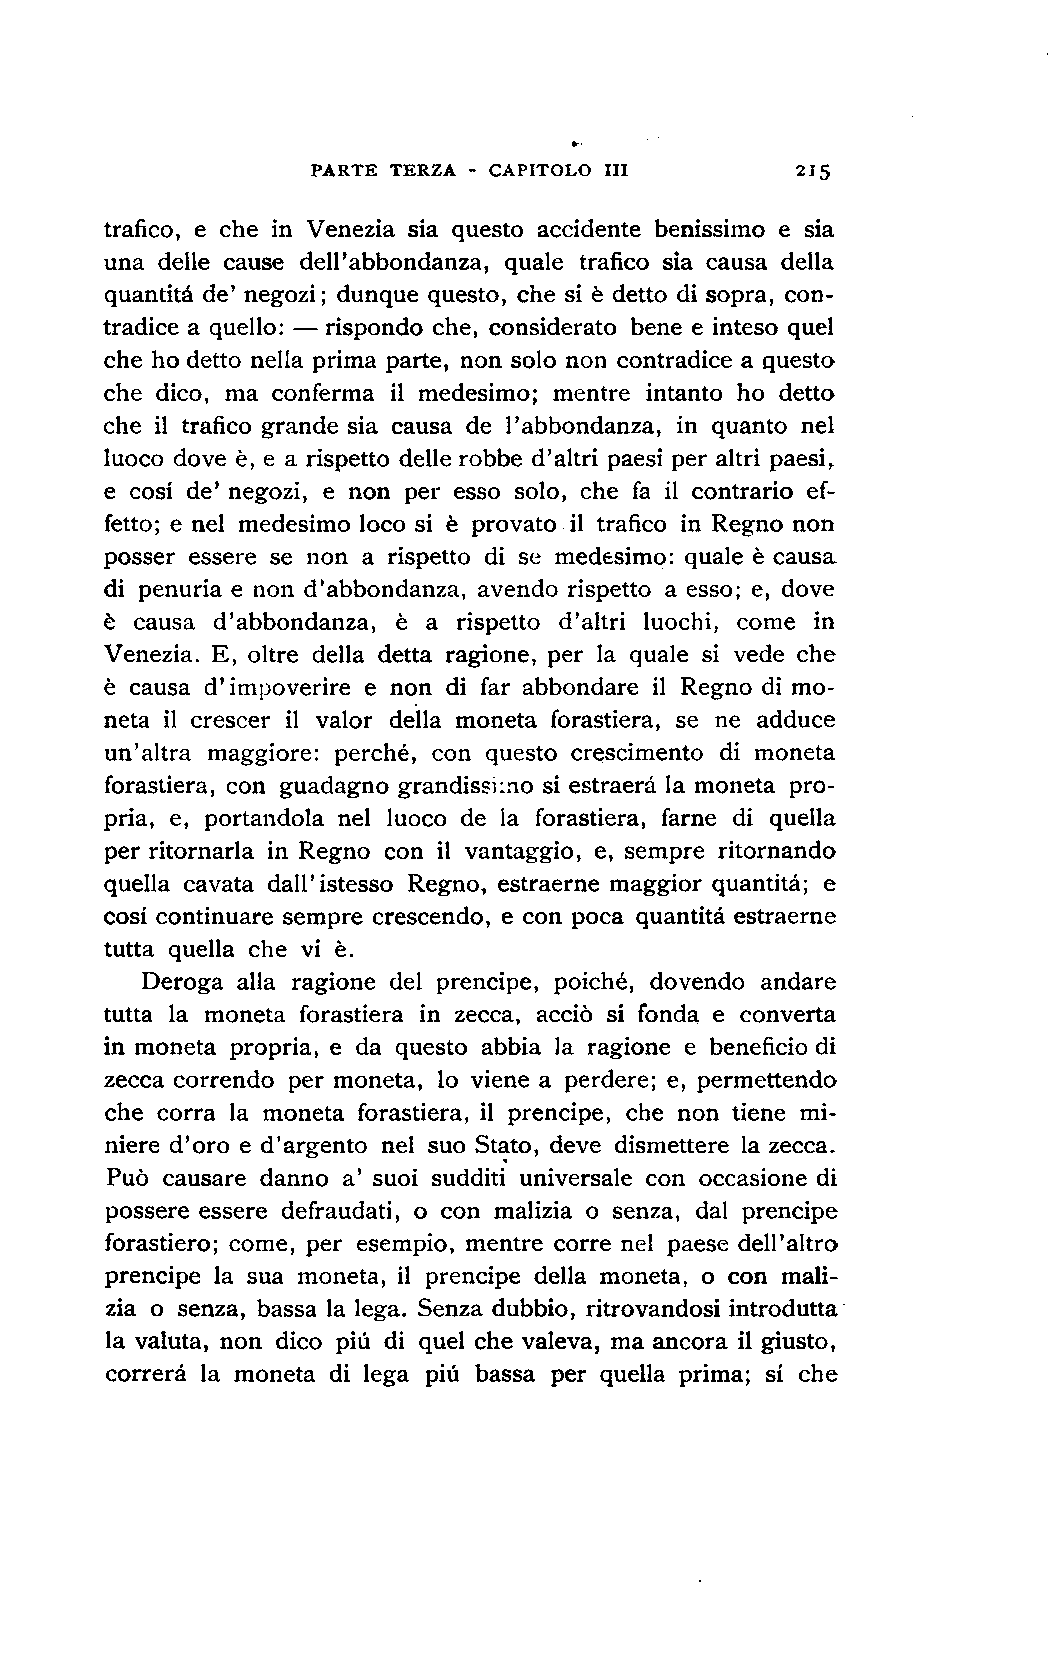 PARTE TERZA - CAPITOLO III 215
trafico, e che in Venezia sia questo accidente benissimo e sia
una delle cause dell'abbondanza, quale trafico sia causa della
quantitá de' negozi; dunque questo, che si è detto di sopra, con-
tradice a quello: — rispondo che, considerato bene e inteso quel
che ho detto nella prima parte, non solo non contradice a questo
che dico, ma conferma il medesimo; mentre intanto ho detto
che il trafico grande sia causa de l'abbondanza, in quanto nel
luoco dove è, e a rispetto delle robbe d'altri paesi per altri paesi,
e cosí de' negozi, e non per esso solo, che fa il contrario ef-
fetto; e nel medesimo loco si è provato il trafico in Regno non
posser essere se non a rispetto di se medesimo: quale è causa
di penuria e non d'abbondanza, avendo rispetto a esso; e, dove
è causa d'abbondanza, è a rispetto d'altri luochi, come in
Venezia. E, oltre della detta ragione, per la quale si vede che
è causa d'impoverire e non di far abbondare il Regno di mo-
neta il crescer il valor della moneta forastiera, se ne adduce
un'altra maggiore: perché, con questo crescimento di moneta
forastiera, con guadagno grandissimo si estraerá la moneta pro-
pria, e, portandola nel luoco de la forastiera, farne di quella
per ritornarla in Regno con il vantaggio, e, sempre ritornando
quella cavata dall'istesso Regno, estraerne maggior quantitá; e
cosí continuare sempre crescendo, e con poca quantitá estraerne
tutta quella che vi è.
Deroga alla ragione del prencipe, poiché, dovendo andare
tutta la moneta forastiera in zecca, acciò si fonda e converta
in moneta propria, e da questo abbia la ragione e beneficio di
zecca correndo per moneta, lo viene a perdere; e, permettendo
che corra la moneta forastiera, il prencipe, che non tiene mi-
niere d'oro e d'argento nel suo Stato, deve dismettere la zecca.
Può causare danno a' suoi sudditi universale con occasione di
possere essere defraudati, o con malizia o senza, dal prencipe
forastiero; come, per esempio, mentre corre nel paese dell'altro
prencipe la sua moneta, il prencipe della moneta, o con mali-
zia o senza, bassa la lega. Senza dubbio, ritrovandosi introdutta
la valuta, non dico piú di quel che valeva, ma ancora il giusto,
correrá la moneta di lega piú bassa per quella prima; sí che